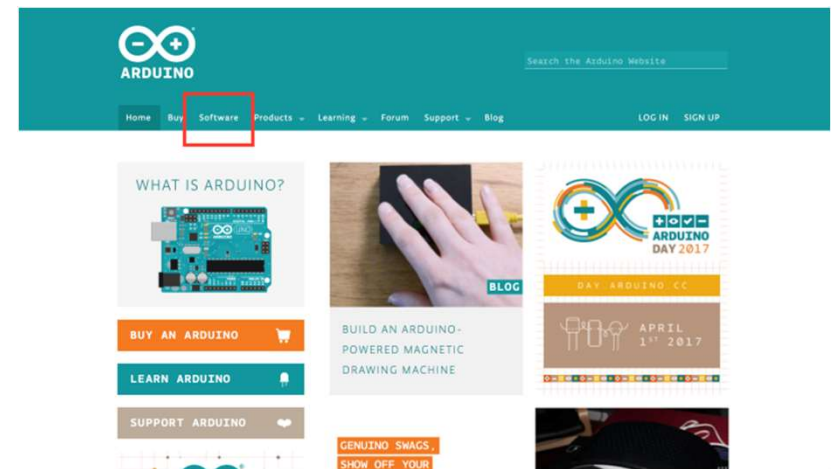 ARDUINO
Search the Arduino Website
Home Buy Software Products Learning Forum Support Blog LOG IN SIGN UP
WHAT IS ARDUINO?
UNO
ARDUINO
BUY AN ARDUINO
LEARN ARDUINO
SUPPORT ARDUINO
BLOG
BUILD AN ARDUINO-
POWERED MAGNETIC
DRAWING MACHINE
GENUINO SWAGS,
SHOW OFF YOUR
ARDUINO
DAY 2017
DAY ARDUINO CC
APRIL
1ST 2017